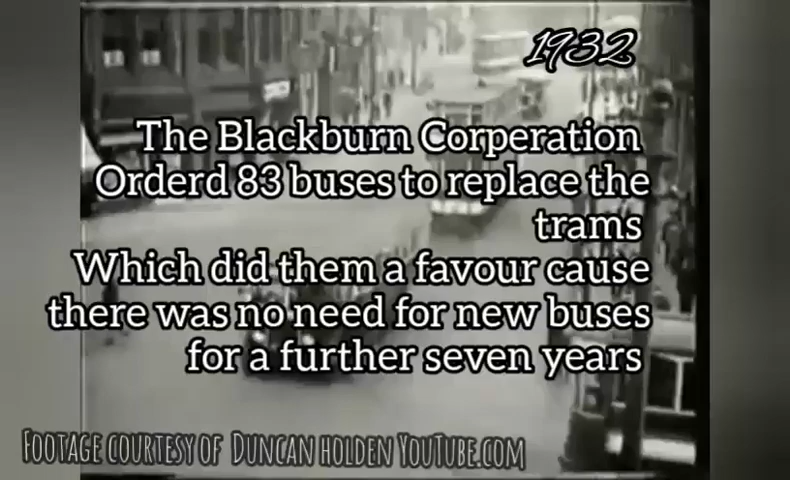 1932
The Blackburn Corperation
Orderd 83 buses to replace the
trams
Which did them a favour cause
there was no need for new buses
for a further seven years
FOOTAGE COURTESY OF DUNCAN HOLDEN YOUTUBE.COM